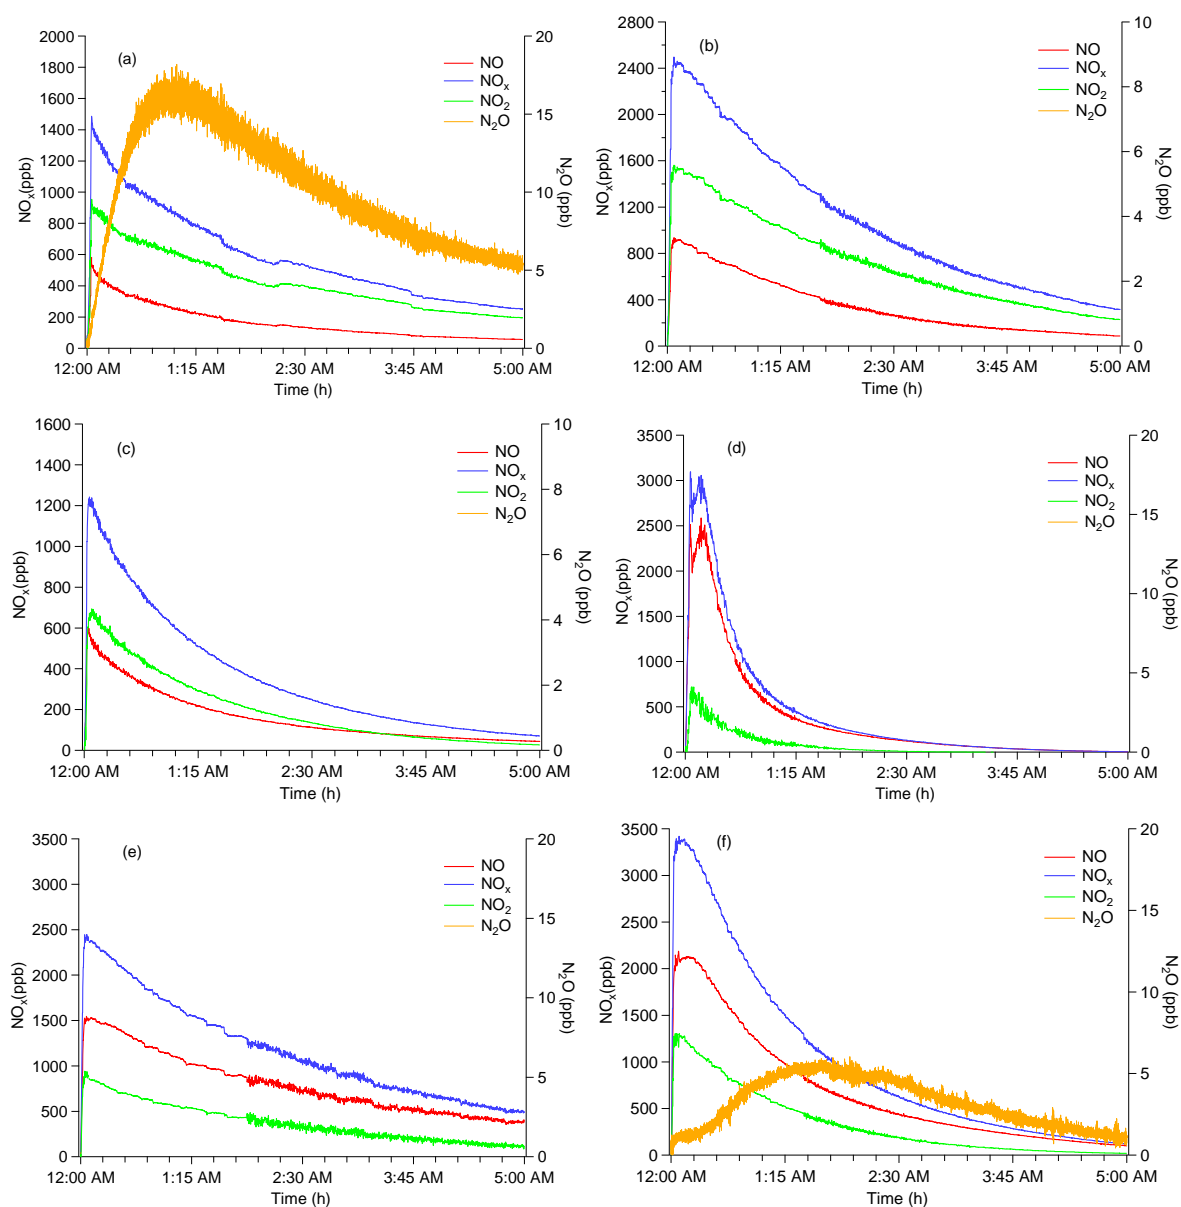 (a)
NO
NOx
NO2
N2O
2000
1800
1600
1400
1200
1000
800
600
400
200
0
NOx(ppb)
20
15
10
5
0
N2O (ppb)
12:00 AM 1:15 AM 2:30 AM 3:45 AM 5:00 AM
Time (h)
(b)
NO
NOx
NO2
N2O
2800
2400
2000
1600
1200
800
400
0
NOx(ppb)
10
8
6
4
2
0
N2O (ppb)
12:00 AM 1:15 AM 2:30 AM 3:45 AM 5:00 AM
Time (h)
(c)
NO
NOx
NO2
N2O
1600
1400
1200
1000
800
600
400
200
0
NOx(ppb)
10
8
6
4
2
0
N2O (ppb)
12:00 AM 1:15 AM 2:30 AM 3:45 AM 5:00 AM
Time (h)
(d)
NO
NOx
NO2
N2O
3500
3000
2500
2000
1500
1000
500
0
NOx(ppb)
20
15
10
5
0
N2O (ppb)
12:00 AM 1:15 AM 2:30 AM 3:45 AM 5:00 AM
Time (h)
(e)
NO
NOx
NO2
N2O
3500
3000
2500
2000
1500
1000
500
0
NOx(ppb)
20
15
10
5
0
N2O (ppb)
12:00 AM 1:15 AM 2:30 AM 3:45 AM 5:00 AM
Time (h)
(f)
NO
NOx
NO2
N2O
3500
3000
2500
2000
1500
1000
500
0
NOx(ppb)
20
15
10
5
0
N2O (ppb)
12:00 AM 1:15 AM 2:30 AM 3:45 AM 5:00 AM
Time (h)